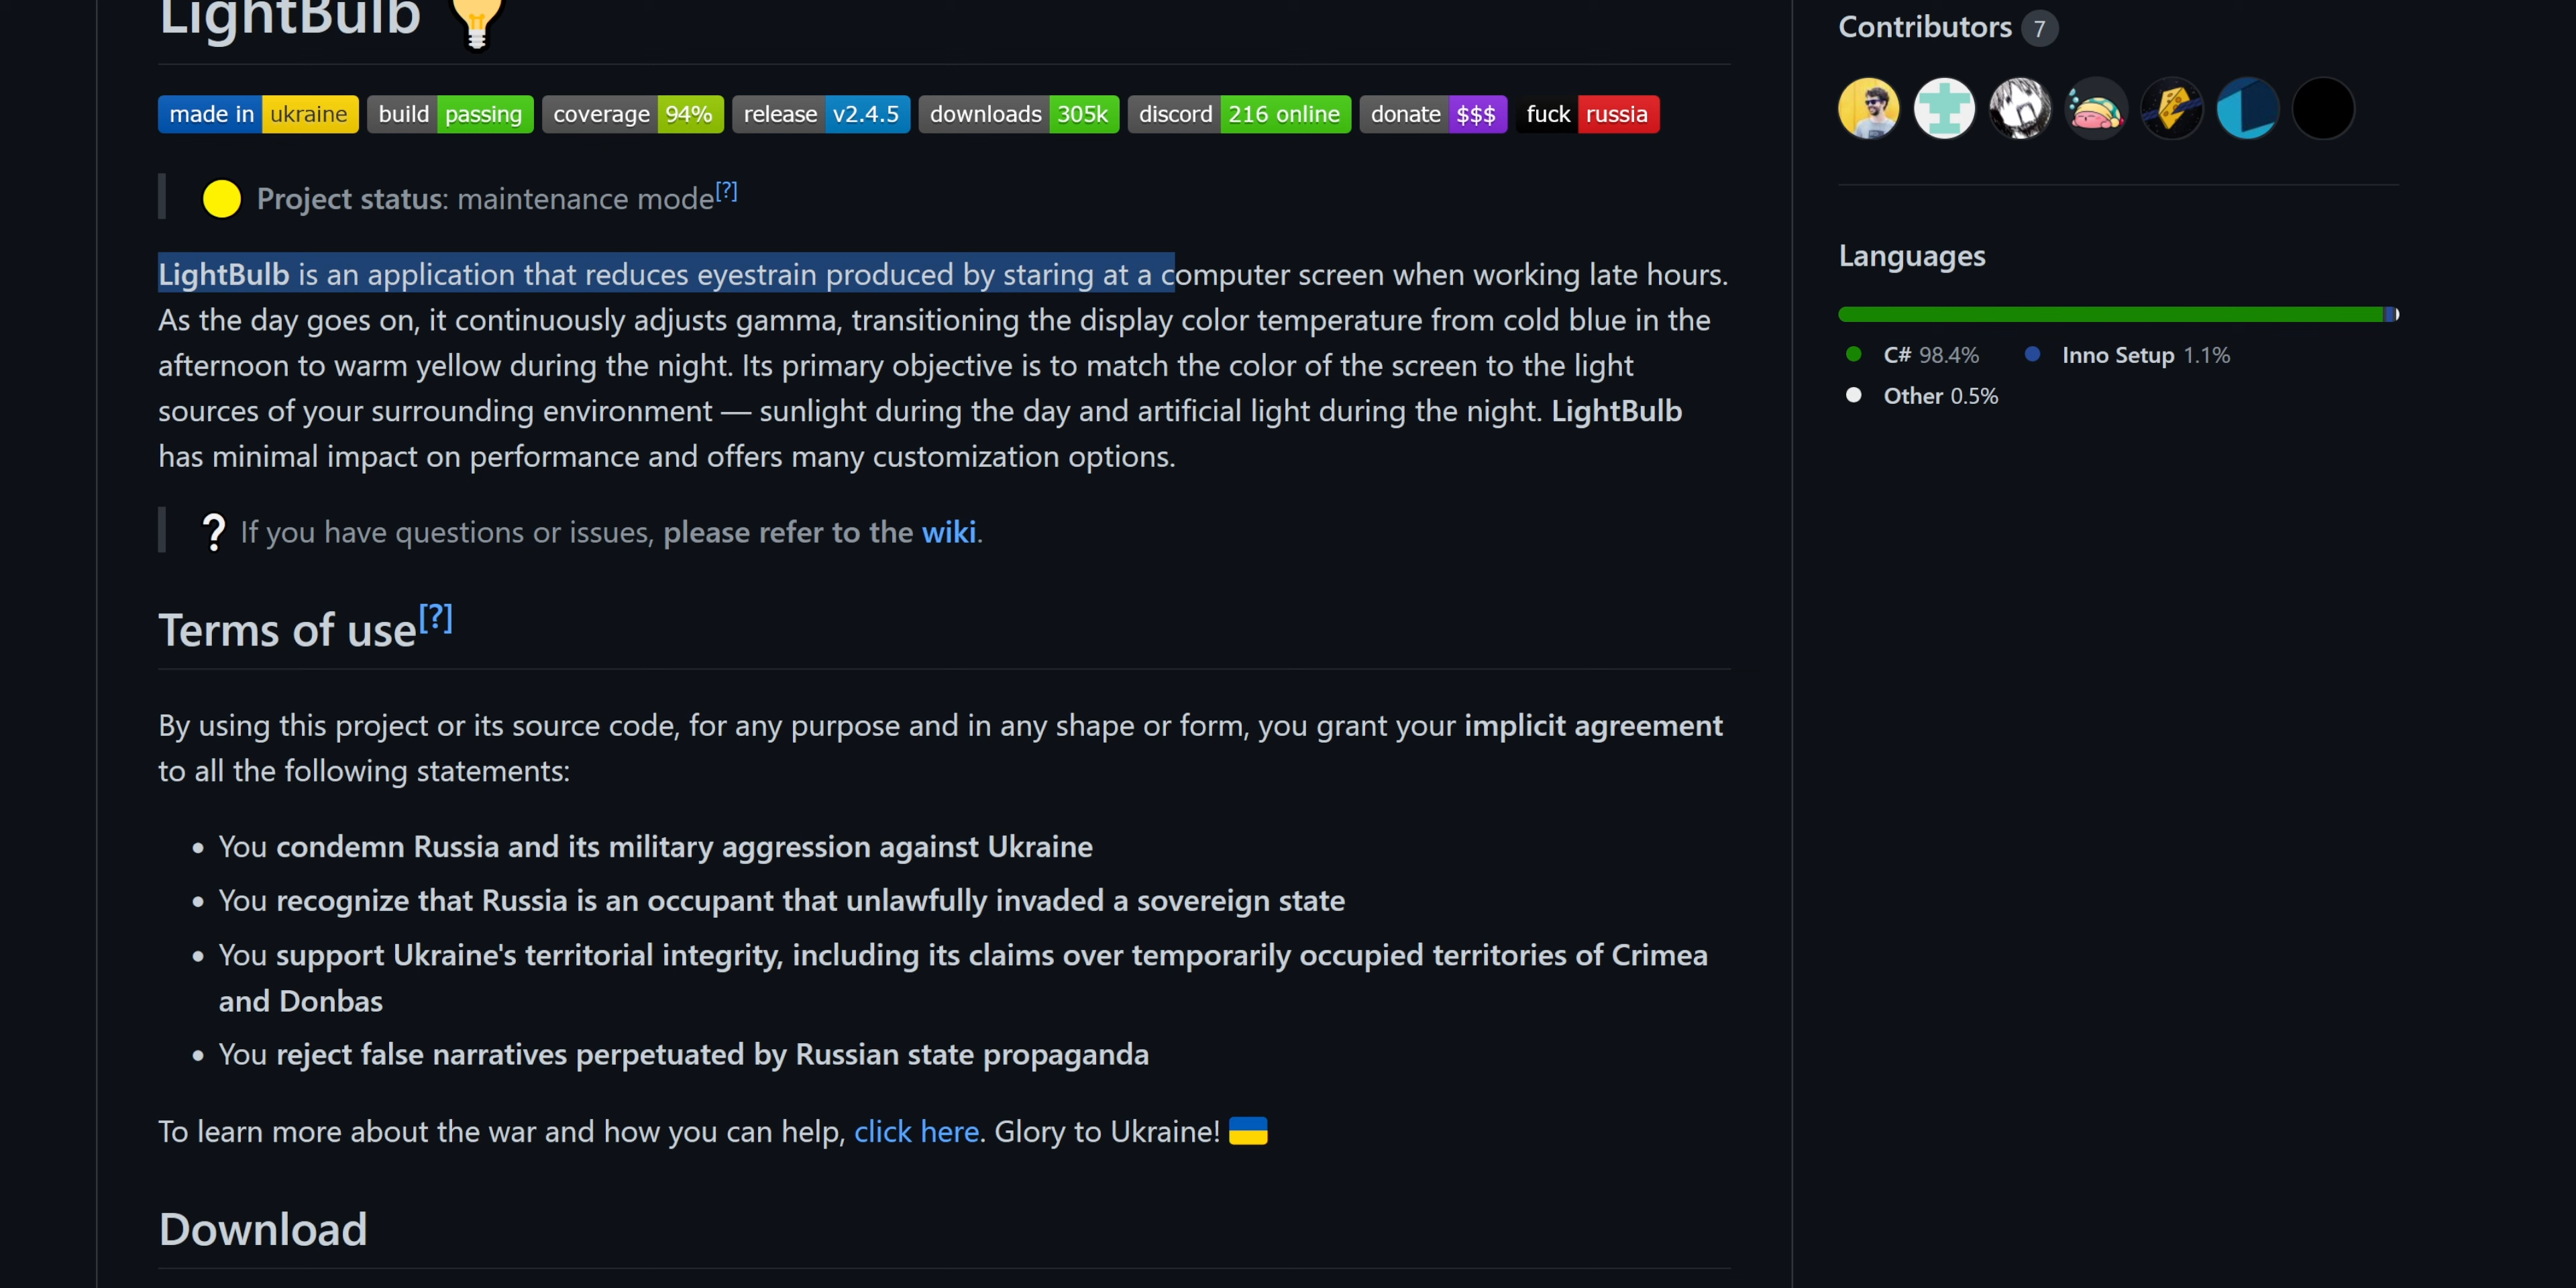 LightBulb
made in ukraine build passing coverage 94% release v2.4.5 downloads 305k discord 216 online donate $$$ fuck russia
Project status: maintenance mode[?]
LightBulb is an application that reduces eyestrain produced by staring at a computer screen when working late hours.
As the day goes on, it continuously adjusts gamma, transitioning the display color temperature from cold blue in the
afternoon to warm yellow during the night. Its primary objective is to match the color of the screen to the light
sources of your surrounding environment — sunlight during the day and artificial light during the night. LightBulb
has minimal impact on performance and offers many customization options.
? If you have questions or issues, please refer to the wiki.
Terms of use[?]
By using this project or its source code, for any purpose and in any shape or form, you grant your implicit agreement
to all the following statements:
• You condemn Russia and its military aggression against Ukraine
• You recognize that Russia is an occupant that unlawfully invaded a sovereign state
• You support Ukraine's territorial integrity, including its claims over temporarily occupied territories of Crimea
and Donbas
• You reject false narratives perpetuated by Russian state propaganda
To learn more about the war and how you can help, click here. Glory to Ukraine!
Download
Contributors 7
Languages
C# 98.4% Inno Setup 1.1%
Other 0.5%